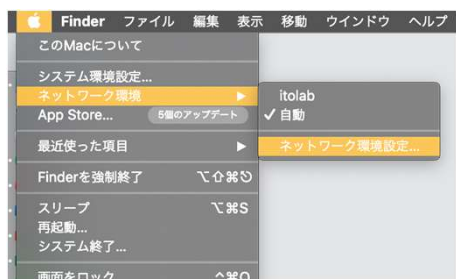 Finder ファイル 編集 表示 移動 ウインドウ ヘルプ
このMacについて
システム環境設定...
ネットワーク環境 ▶
itolab
App Store... 5個のアップデート
✓ 自動
最近使った項目 ▶
ネットワーク環境設定...
Finderを強制終了 ⌥⇧⌘⎋
スリープ ⌥⌘S
再起動...
システム終了...
画面をロック ^⌘Q